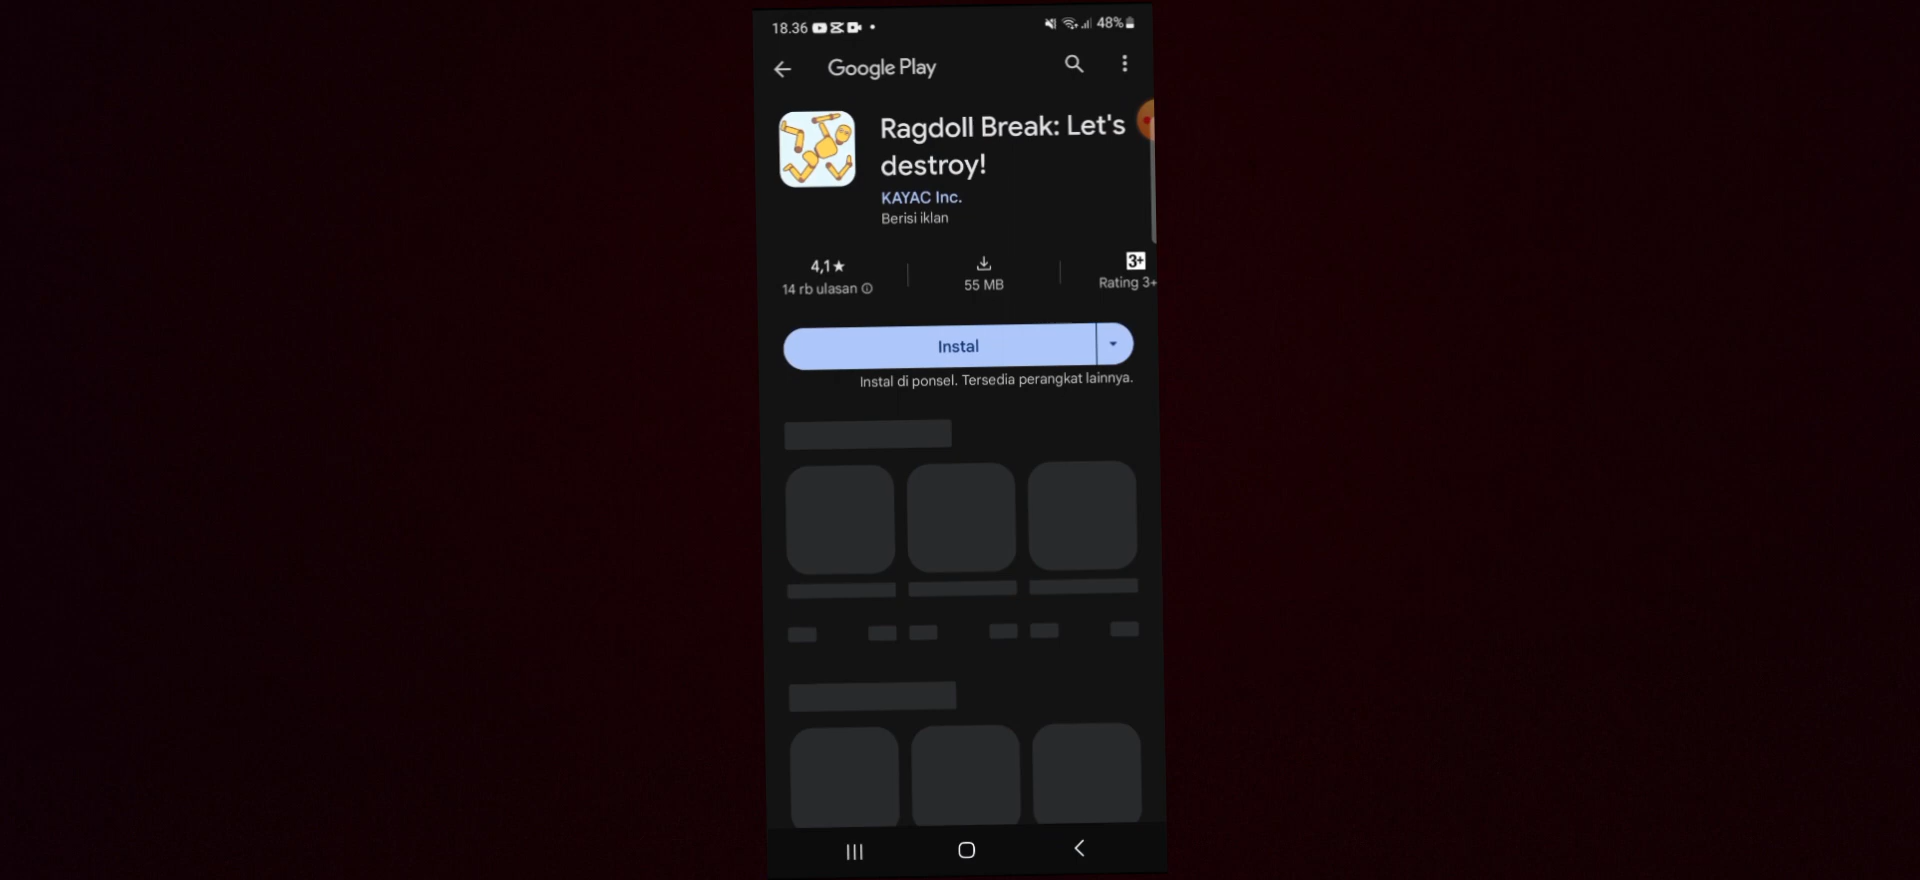 18.36
48%
Google Play
Ragdoll Break: Let's
destroy!
KAYAC Inc.
Berisi iklan
4,1★
14 rb ulasan
55 MB
3+
Rating 3+
Instal
Instal di ponsel. Tersedia perangkat lainnya.